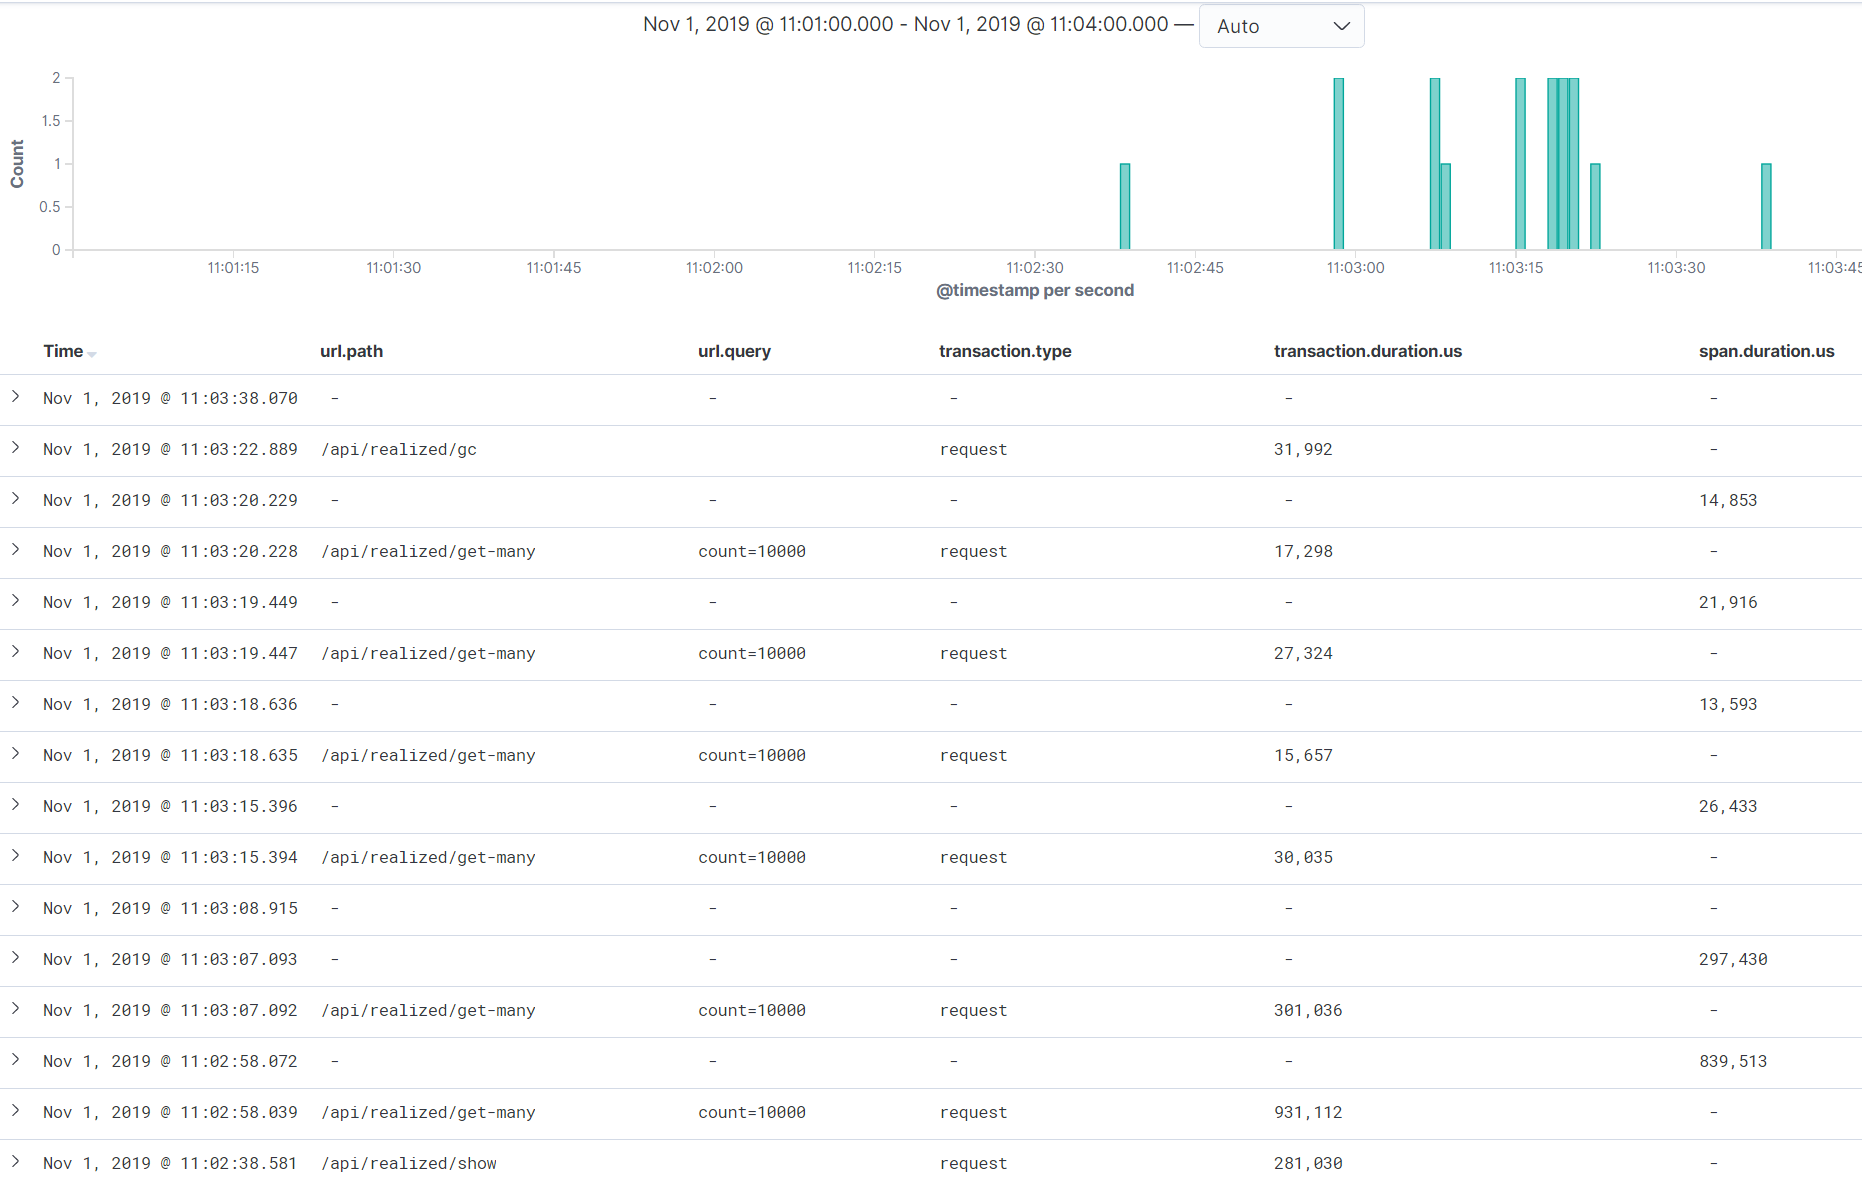 Nov 1, 2019 @ 11:01:00.000 - Nov 1, 2019 @ 11:04:00.000 — Auto
Count
2
1.5
1
0.5
0
11:01:15 11:01:30 11:01:45 11:02:00 11:02:15 11:02:30 11:02:45 11:03:00 11:03:15 11:03:30 11:03:45
@timestamp per second
Time url.path url.query transaction.type transaction.duration.us span.duration.us
Nov 1, 2019 @ 11:03:38.070 - - - - -
Nov 1, 2019 @ 11:03:22.889 /api/realized/gc request 31,992 -
Nov 1, 2019 @ 11:03:20.229 - - - - 14,853
Nov 1, 2019 @ 11:03:20.228 /api/realized/get-many count=10000 request 17,298 -
Nov 1, 2019 @ 11:03:19.449 - - - - 21,916
Nov 1, 2019 @ 11:03:19.447 /api/realized/get-many count=10000 request 27,324 -
Nov 1, 2019 @ 11:03:18.636 - - - - 13,593
Nov 1, 2019 @ 11:03:18.635 /api/realized/get-many count=10000 request 15,657 -
Nov 1, 2019 @ 11:03:15.396 - - - - 26,433
Nov 1, 2019 @ 11:03:15.394 /api/realized/get-many count=10000 request 30,035 -
Nov 1, 2019 @ 11:03:08.915 - - - - -
Nov 1, 2019 @ 11:03:07.093 - - - - 297,430
Nov 1, 2019 @ 11:03:07.092 /api/realized/get-many count=10000 request 301,036 -
Nov 1, 2019 @ 11:02:58.072 - - - - 839,513
Nov 1, 2019 @ 11:02:58.039 /api/realized/get-many count=10000 request 931,112 -
Nov 1, 2019 @ 11:02:38.581 /api/realized/show request 281,030 -